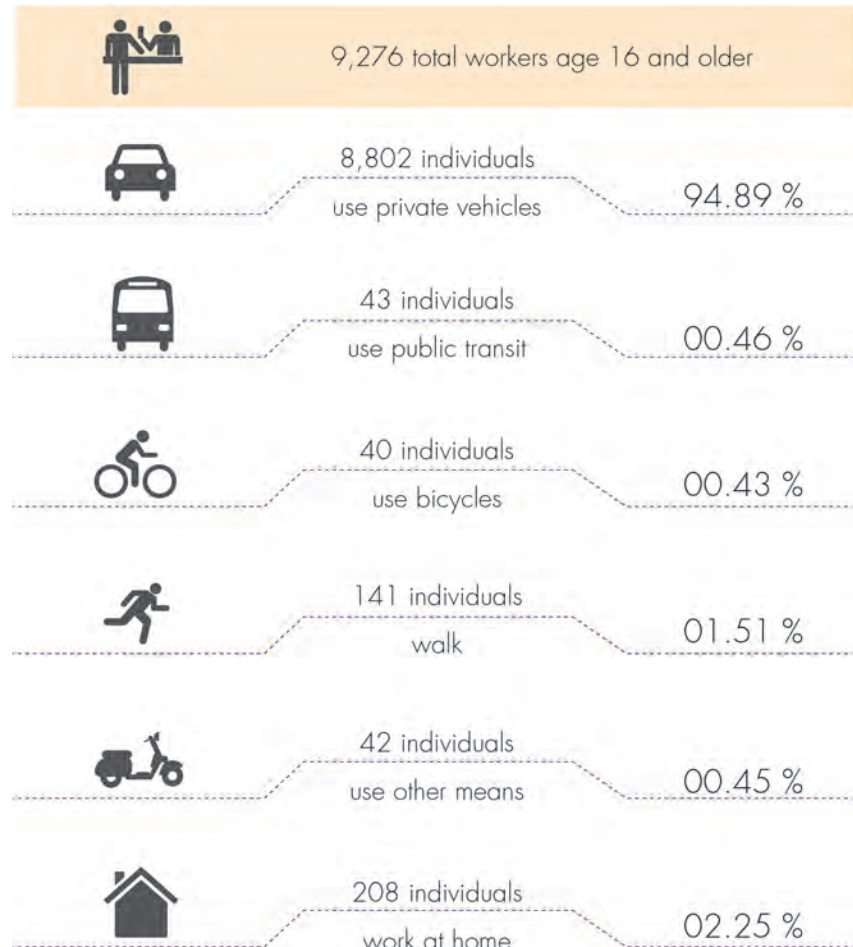 9,276 total workers age 16 and older
8,802 individuals
use private vehicles
94.89 %
43 individuals
use public transit
00.46 %
40 individuals
use bicycles
00.43 %
141 individuals
walk
01.51 %
42 individuals
use other means
00.45 %
208 individuals
work at home
02.25 %